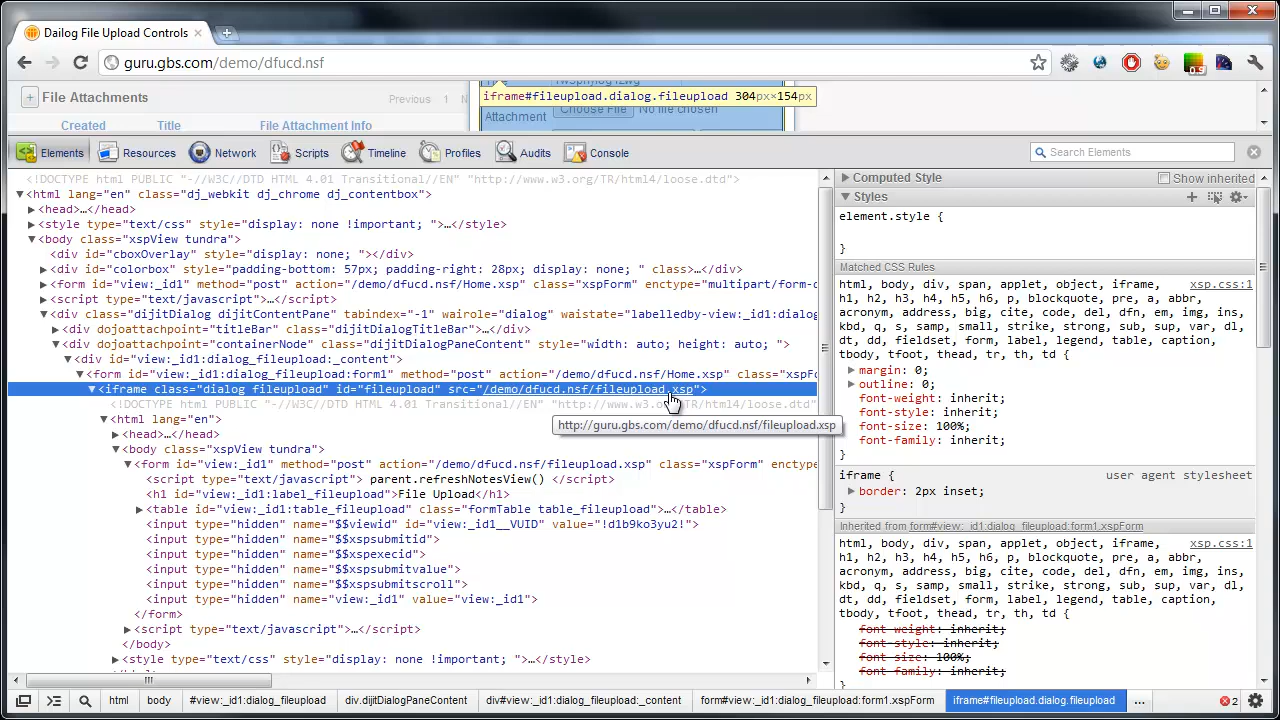 Dailog File Upload Controls
guru.gbs.com/demo/dfucd.nsf
0.9
File Attachments
Previous 1 N
iframe#fileupload.dialog.fileupload 304px×154px
Choose File No file chosen
Attachment
Created Title File Attachment Info
Elements Resources Network Scripts Timeline Profiles Audits Console
Search Elements
<!DOCTYPE html PUBLIC "-//W3C//DTD HTML 4.01 Transitional//EN" "http://www.w3.org/TR/html4/loose.dtd">
<html lang="en" class="dj_webkit dj_chrome dj_contentbox">
<head>…</head>
<style type="text/css" style="display: none !important; ">…</style>
<body class="xspView tundra">
<div id="cboxOverlay" style="display: none; "></div>
<div id="colorbox" style="padding-bottom: 57px; padding-right: 28px; display: none; " class>…</div>
<form id="view:_id1" method="post" action="/demo/dfucd.nsf/Home.xsp" class="xspForm" enctype="multipart/form-d
<script type="text/javascript">…</script>
<div class="dijitDialog dijitContentPane" tabindex="-1" wairole="dialog" waistate="labelledby-view:_id1:dialog
<div dojoattachpoint="titleBar" class="dijitDialogTitleBar">…</div>
<div dojoattachpoint="containerNode" class="dijitDialogPaneContent" style="width: auto; height: auto; ">
<div id="view:_id1:dialog_fileupload:_content">
<form id="view:_id1:dialog_fileupload:form1" method="post" action="/demo/dfucd.nsf/Home.xsp" class="xspFo
<iframe class="dialog fileupload" id="fileupload" src="/demo/dfucd.nsf/fileupload.xsp">
<!DOCTYPE html PUBLIC "-//W3C//DTD HTML 4.01 Transitional//EN" "http://www.w3.org/TR/html4/loose.dtd"
<html lang="en">
http://guru.gbs.com/demo/dfucd.nsf/fileupload.xsp
<head>…</head>
<body class="xspView tundra">
<form id="view:_id1" method="post" action="/demo/dfucd.nsf/fileupload.xsp" class="xspForm" enctype
<script type="text/javascript"> parent.refreshNotesView() </script>
<h1 id="view:_id1:label_fileupload">File Upload</h1>
<table id="view:_id1:table_fileupload" class="formTable table_fileupload">…</table>
<input type="hidden" name="$$viewid" id="view:_id1__VUID" value="!d1b9ko3yu2!">
<input type="hidden" name="$$xspsubmitid">
<input type="hidden" name="$$xspexecid">
<input type="hidden" name="$$xspsubmitvalue">
<input type="hidden" name="$$xspsubmitscroll">
<input type="hidden" name="view:_id1" value="view:_id1">
</form>
<script type="text/javascript">…</script>
</body>
<style type="text/css" style="display: none !important; ">…</style>
Computed Style
Show inherited
Styles
element.style {
}
Matched CSS Rules
html, body, div, span, applet, object, iframe, xsp.css:1
h1, h2, h3, h4, h5, h6, p, blockquote, pre, a, abbr,
acronym, address, big, cite, code, del, dfn, em, img, ins,
kbd, q, s, samp, small, strike, strong, sub, sup, var, dl,
dt, dd, fieldset, form, label, legend, table, caption,
tbody, tfoot, thead, tr, th, td {
margin: 0;
outline: 0;
font-weight: inherit;
font-style: inherit;
font-size: 100%;
font-family: inherit;
}
iframe { user agent stylesheet
border: 2px inset;
}
Inherited from form#view:_id1:dialog_fileupload:form1.xspForm
html, body, div, span, applet, object, iframe, xsp.css:1
h1, h2, h3, h4, h5, h6, p, blockquote, pre, a, abbr,
acronym, address, big, cite, code, del, dfn, em, img, ins,
kbd, q, s, samp, small, strike, strong, sub, sup, var, dl,
dt, dd, fieldset, form, label, legend, table, caption,
tbody, tfoot, thead, tr, th, td {
font-weight: inherit;
font-style: inherit;
font-size: 100%;
font-family: inherit;
}
html body #view:_id1:dialog_fileupload div.dijitDialogPaneContent div#view:_id1:dialog_fileupload:_content form#view:_id1:dialog_fileupload:form1.xspForm iframe#fileupload.dialog.fileupload ... 2